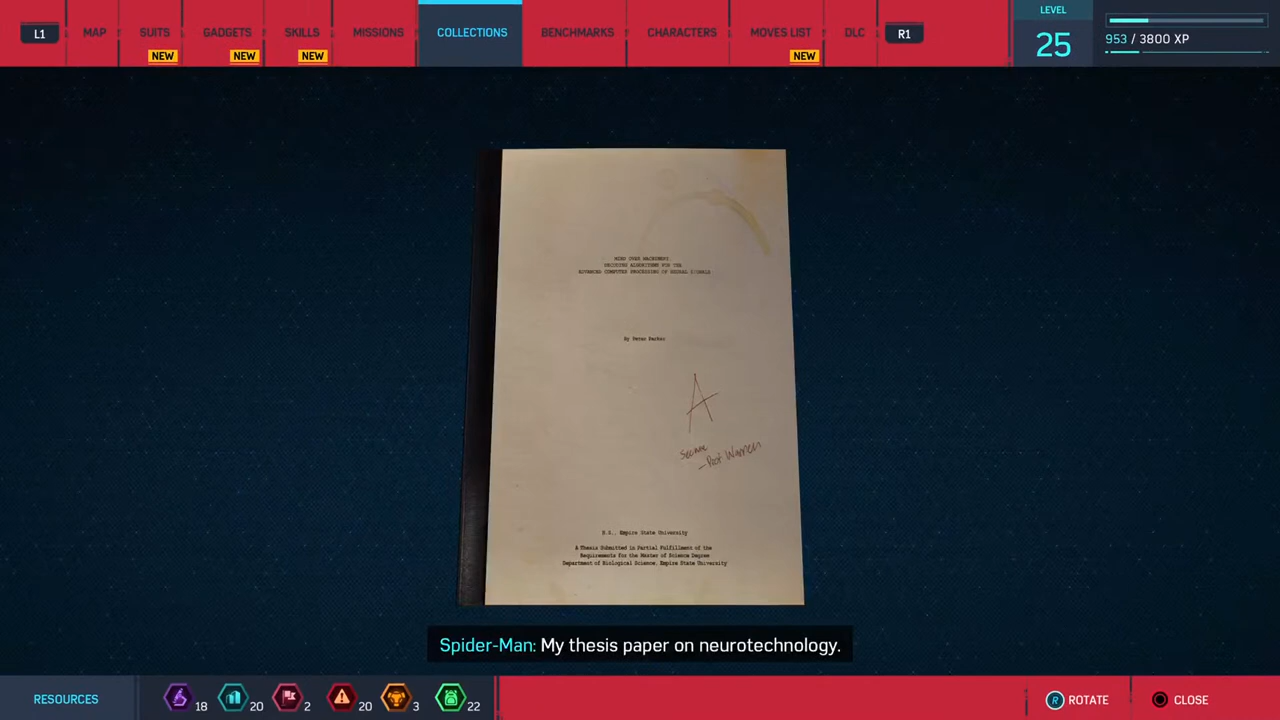 L1 MAP SUITS GADGETS SKILLS MISSIONS COLLECTIONS BENCHMARKS CHARACTERS MOVES LIST DLC R1
NEW NEW NEW NEW
LEVEL
25
953 / 3800 XP
MIND OVER MACHINERY
DECODING ALGORITHMS FOR THE
ADVANCED COMPUTER PROCESSING OF NEURAL SIGNALS
By Peter Parker
A
See me
-Prof Warren
B.S., Empire State University
A Thesis Submitted in Partial Fulfillment of the
Requirements for the Master of Science Degree
Department of Biological Science, Empire State University
Spider-Man: My thesis paper on neurotechnology.
RESOURCES 18 20 2 20 3 22
R ROTATE CLOSE